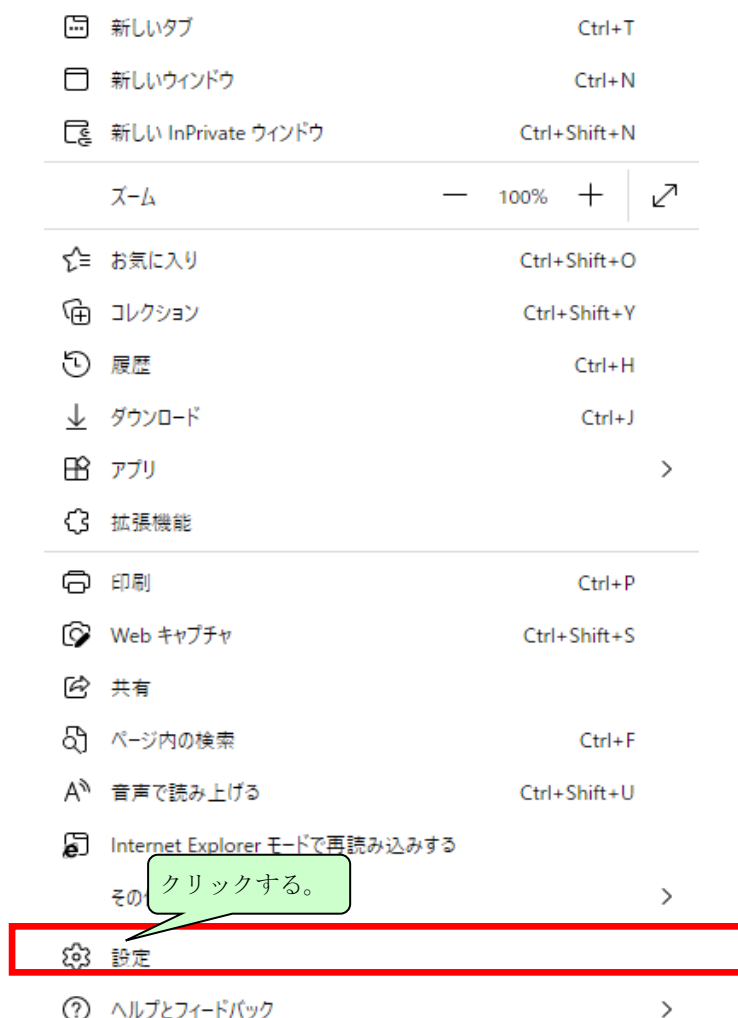 新しいタブ Ctrl+T
新しいウィンドウ Ctrl+N
新しい InPrivate ウィンドウ Ctrl+Shift+N
ズーム 100%
お気に入り Ctrl+Shift+O
コレクション Ctrl+Shift+Y
履歴 Ctrl+H
ダウンロード Ctrl+J
アプリ
拡張機能
印刷 Ctrl+P
Web キャプチャ Ctrl+Shift+S
共有
ページ内の検索 Ctrl+F
音声で読み上げる Ctrl+Shift+U
Internet Explorer モードで再読み込みする
クリックする。
その
設定
ヘルプとフィードバック